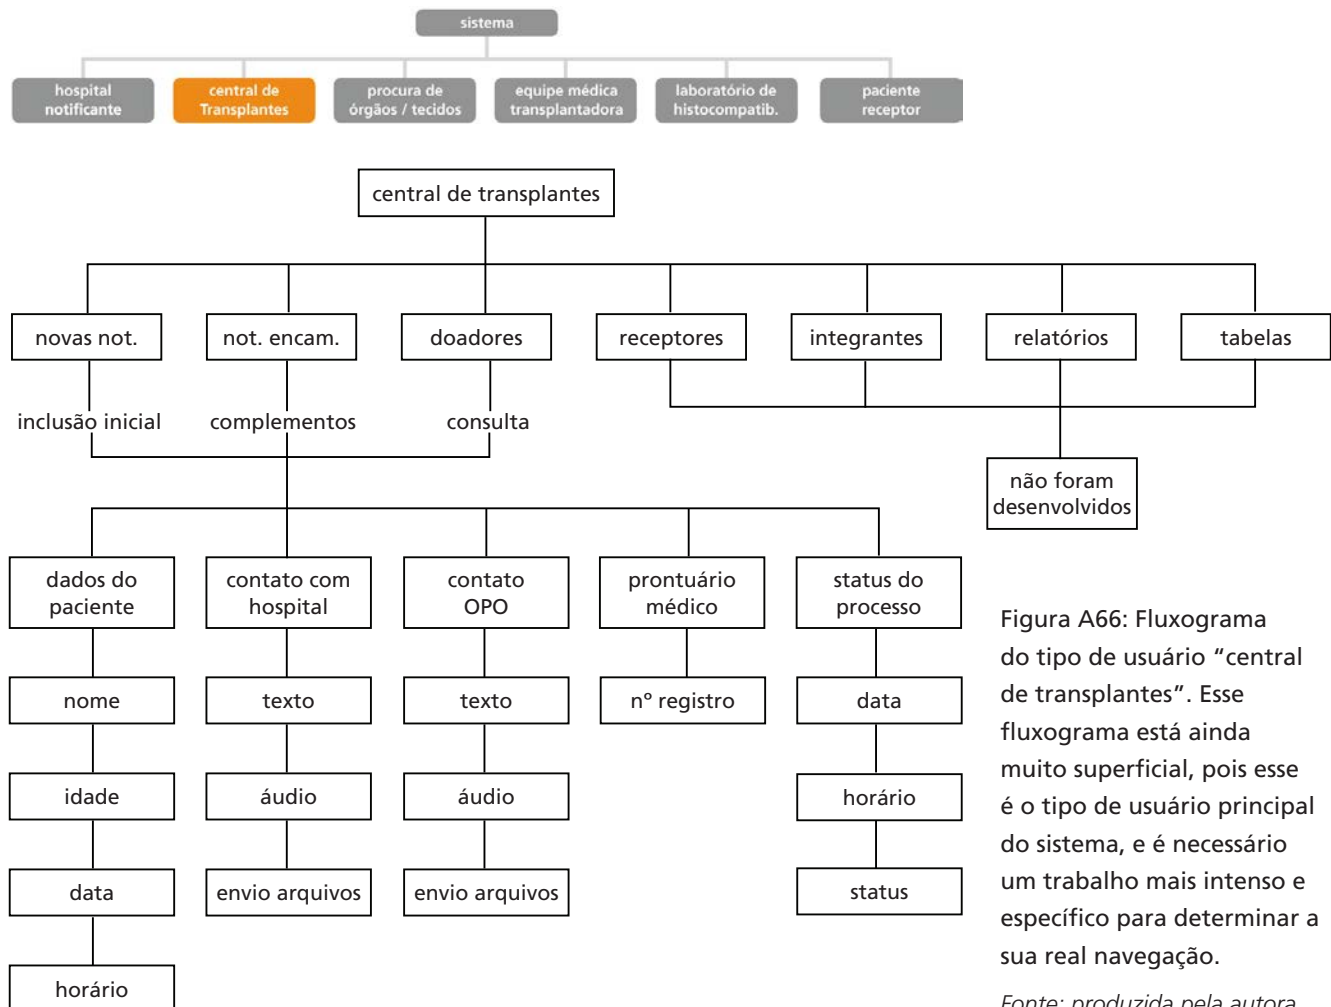 sistema
hospital
notificante
central de
Transplantes
procura de
órgãos / tecidos
equipe médica
transplantadora
laboratório de
histocompatib.
paciente
receptor
central de transplantes
novas not.
not. encam.
doadores
receptores
integrantes
relatórios
tabelas
inclusão inicial
complementos
consulta
não foram
desenvolvidos
dados do
paciente
contato com
hospital
contato
OPO
prontuário
médico
status do
processo
nome
texto
texto
nº registro
data
idade
áudio
áudio
horário
data
envio arquivos
envio arquivos
status
horário
Figura A66: Fluxograma
do tipo de usuário “central
de transplantes”. Esse
fluxograma está ainda
muito superficial, pois esse
é o tipo de usuário principal
do sistema, e é necessário
um trabalho mais intenso e
específico para determinar a
sua real navegação.
Fonte: produzida pela autora